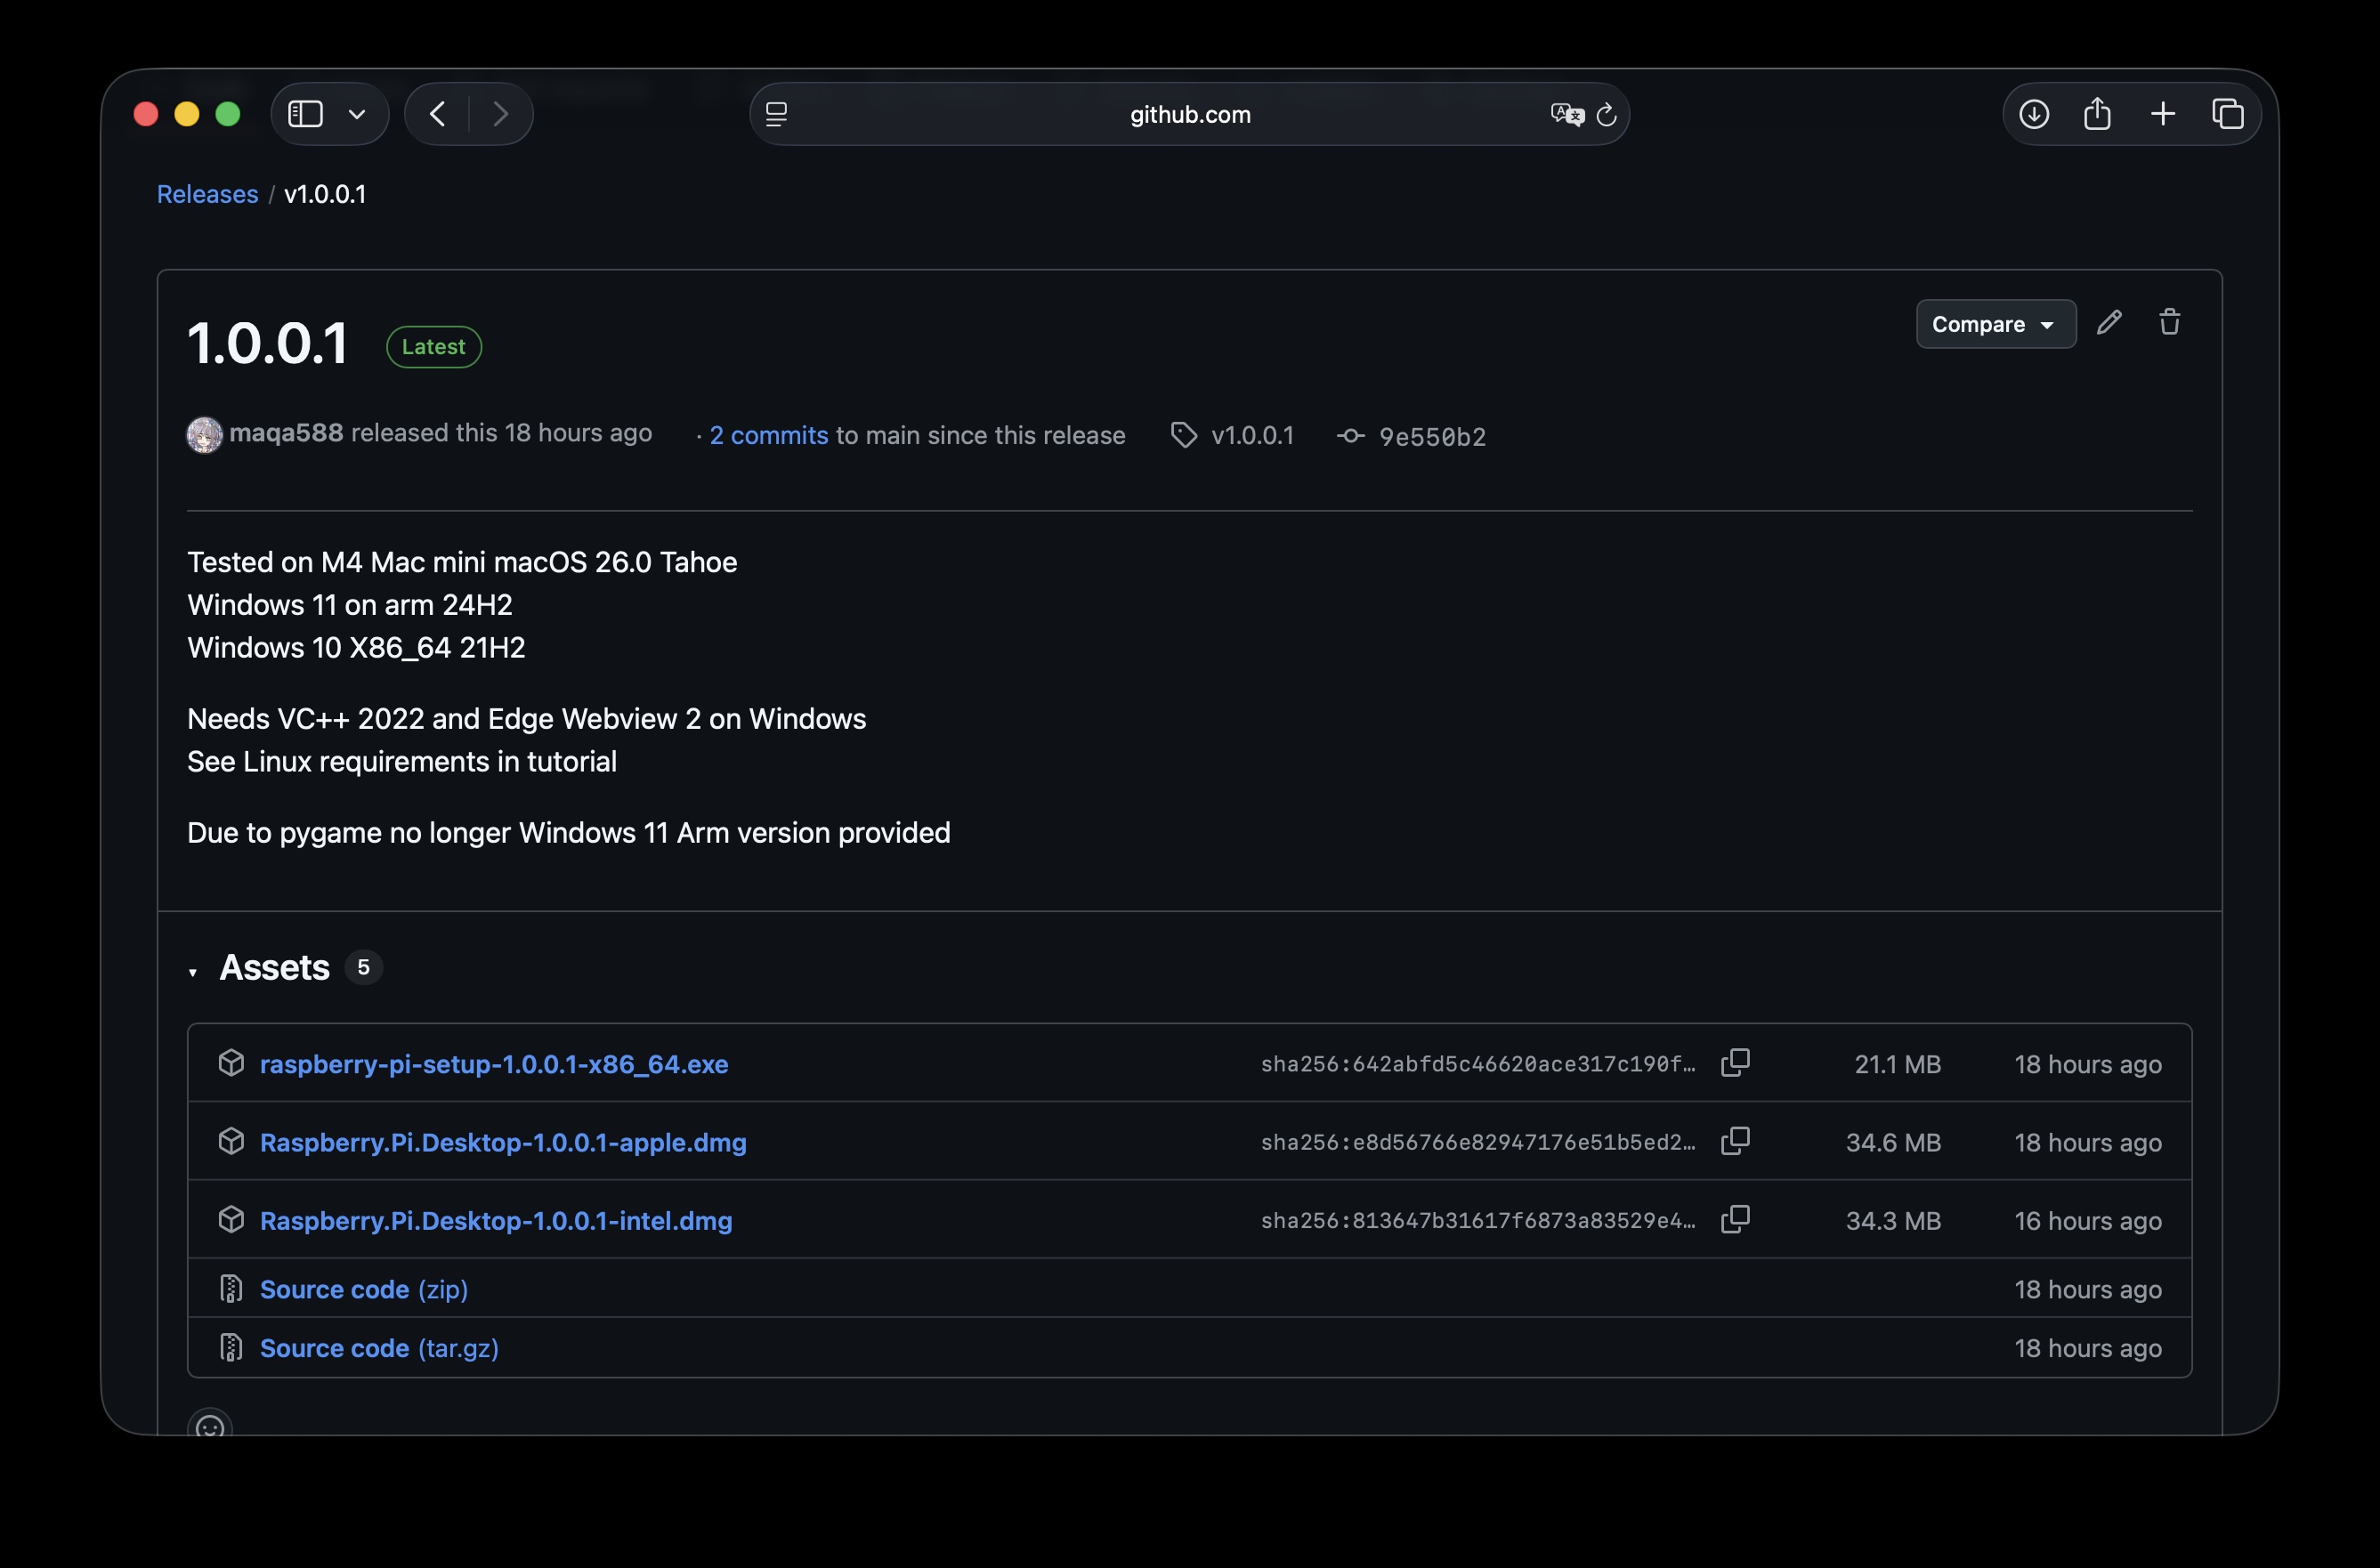 github.com
Releases / v1.0.0.1
1.0.0.1 Latest
Compare
maqa588 released this 18 hours ago · 2 commits to main since this release v1.0.0.1 9e550b2
Tested on M4 Mac mini macOS 26.0 Tahoe
Windows 11 on arm 24H2
Windows 10 X86_64 21H2
Needs VC++ 2022 and Edge Webview 2 on Windows
See Linux requirements in tutorial
Due to pygame no longer Windows 11 Arm version provided
Assets 5
raspberry-pi-setup-1.0.0.1-x86_64.exe sha256:642abfd5c46620ace317c190f… 21.1 MB 18 hours ago
Raspberry.Pi.Desktop-1.0.0.1-apple.dmg sha256:e8d56766e82947176e51b5ed2… 34.6 MB 18 hours ago
Raspberry.Pi.Desktop-1.0.0.1-intel.dmg sha256:813647b31617f6873a83529e4… 34.3 MB 16 hours ago
Source code (zip) 18 hours ago
Source code (tar.gz) 18 hours ago